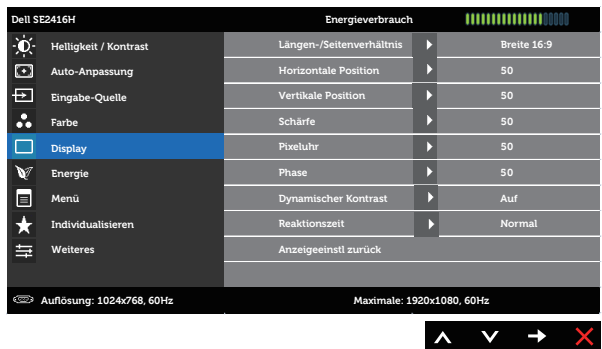 Dell SE2416H Energieverbrauch
Helligkeit / Kontrast Längen-/Seitenverhältnis Breite 16:9
Auto-Anpassung Horizontale Position 50
Eingabe-Quelle Vertikale Position 50
Farbe Schärfe 50
Display Pixeluhr 50
Energie Phase 50
Menü Dynamischer Kontrast Auf
Individualisieren Reaktionszeit Normal
Weiteres Anzeigeeinstl zurück
Auflösung: 1024x768, 60Hz Maximale: 1920x1080, 60Hz